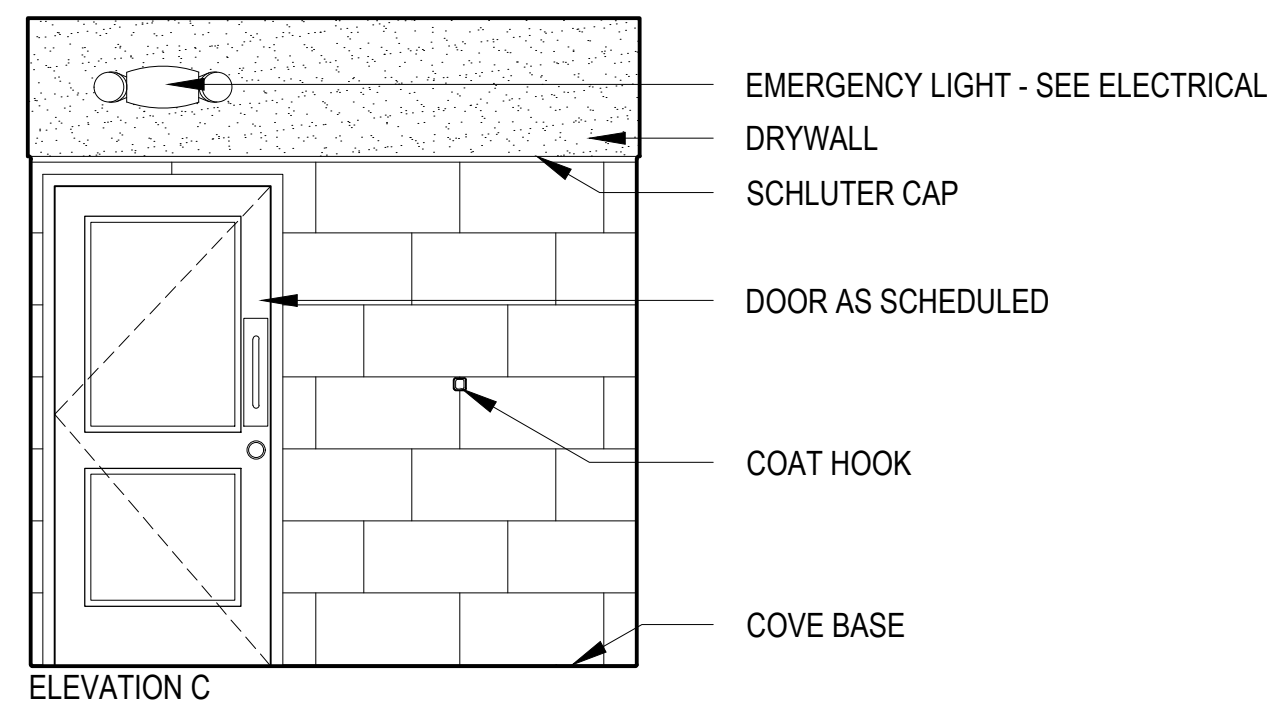 EMERGENCY LIGHT - SEE ELECTRICAL
DRYWALL
SCHLUTER CAP
DOOR AS SCHEDULED
COAT HOOK
COVE BASE
ELEVATION C